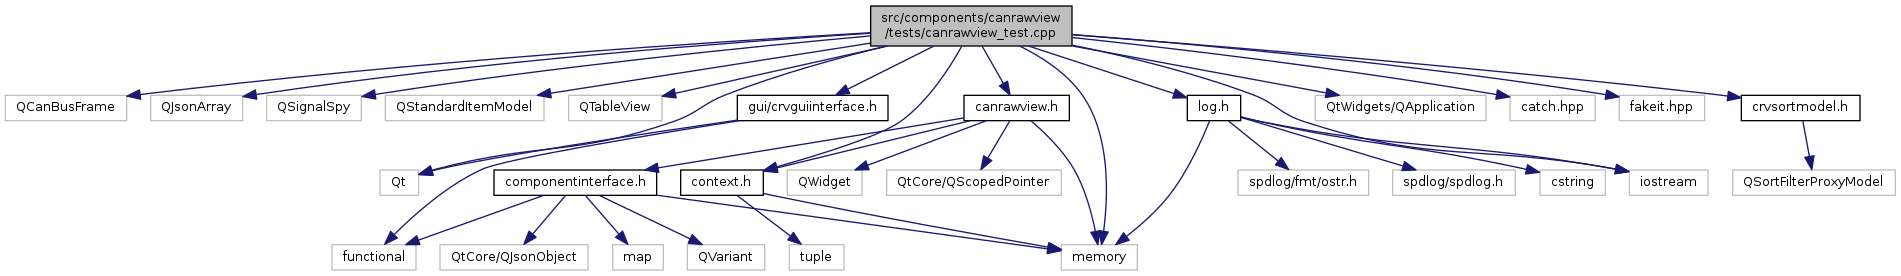 src/components/canrawview
/tests/canrawview_test.cpp
QCanBusFrame
QJsonArray
QSignalSpy
QStandardItemModel
QTableView
gui/crvguiinterface.h
canrawview.h
log.h
QtWidgets/QApplication
catch.hpp
fakeit.hpp
crvsortmodel.h
Qt
componentinterface.h
context.h
QWidget
QtCore/QScopedPointer
spdlog/fmt/ostr.h
spdlog/spdlog.h
cstring
iostream
QSortFilterProxyModel
functional
QtCore/QJsonObject
map
QVariant
tuple
memory